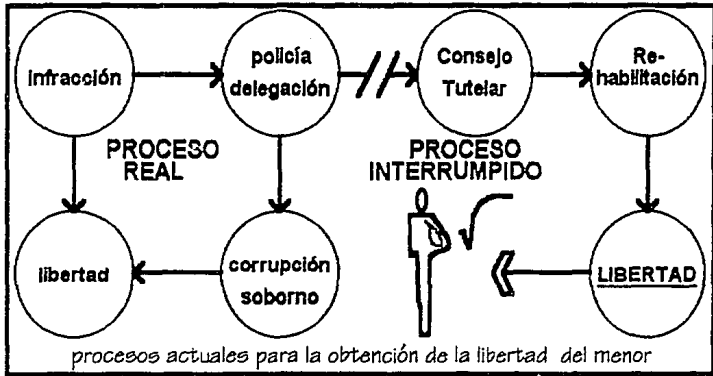 infracción
policía
delegación
Consejo
Tutelar
Re-
habilitación
PROCESO
REAL
PROCESO
INTERRUMPIDO
libertad
corrupción
soborno
LIBERTAD
procesos actuales para la obtención de la libertad del menor